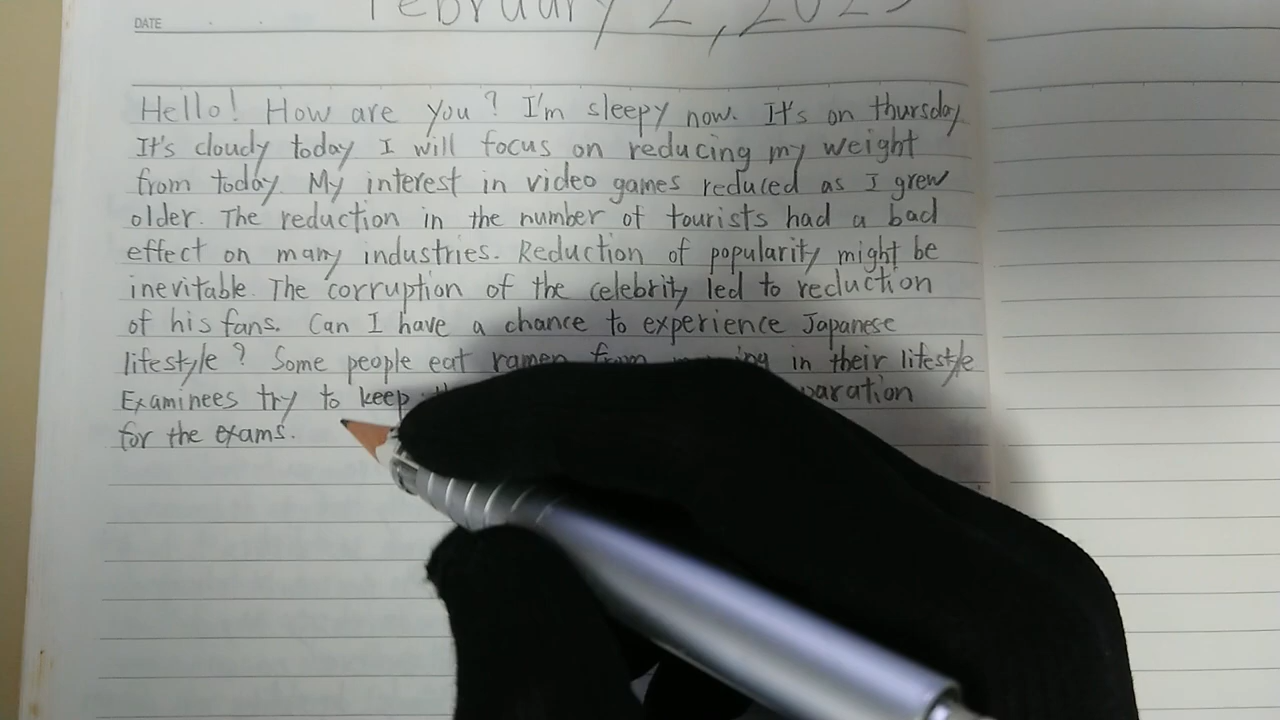 DATE
February 2, 2023
Hello! How are you? I'm sleepy now. It's on thursday
It's cloudy today I will focus on reducing my weight
from today. My interest in video games reduced as I grew
older. The reduction in the number of tourists had a bad
effect on many industries. Reduction of popularity might be
inevitable. The corruption of the celebrity led to reduction
of his fans. Can I have a chance to experience Japanese
lifestyle? Some people eat ramen from in their lifestyle
Examinees try to keep
for the exams.